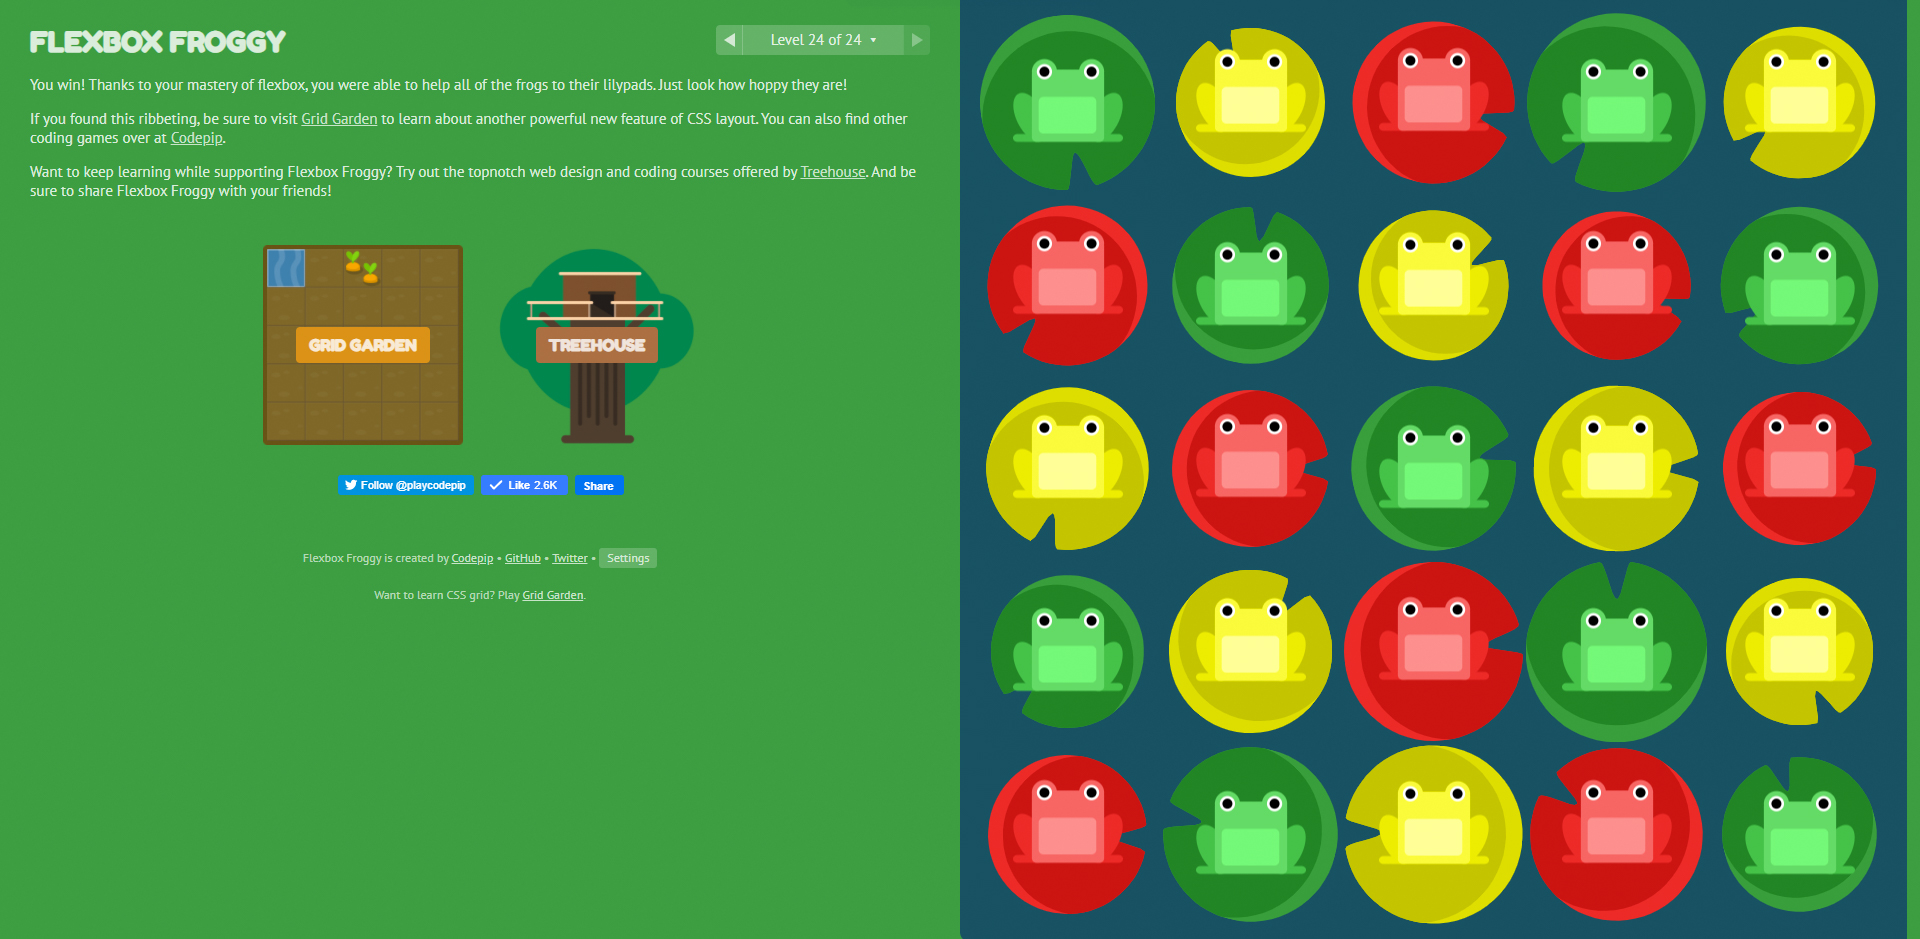 FLEXBOX FROGGY
Level 24 of 24
You win! Thanks to your mastery of flexbox, you were able to help all of the frogs to their lilypads. Just look how hoppy they are!
If you found this ribbeting, be sure to visit Grid Garden to learn about another powerful new feature of CSS layout. You can also find other
coding games over at Codepip.
Want to keep learning while supporting Flexbox Froggy? Try out the topnotch web design and coding courses offered by Treehouse. And be
sure to share Flexbox Froggy with your friends!
GRID GARDEN
TREEHOUSE
Follow @playcodepip
Like 2.6K
Share
Flexbox Froggy is created by Codepip • GitHub • Twitter • Settings
Want to learn CSS grid? Play Grid Garden.